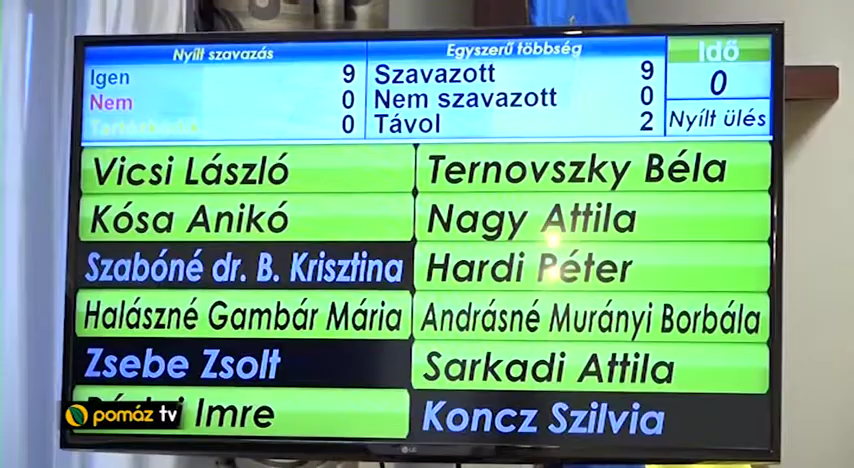 Nyílt szavazás
Igen 9
Nem 0
Tartózkodik 0
Egyszerű többség
Szavazott 9
Nem szavazott 0
Távol 2
Idő
0
Nyílt ülés
Vicsi László
Kósa Anikó
Szabóné dr. B. Krisztina
Halászné Gambár Mária
Zsebe Zsolt
Imre
Ternovszky Béla
Nagy Attila
Hardi Péter
Andrásné Murányi Borbála
Sarkadi Attila
Koncz Szilvia
pomáz tv
LG